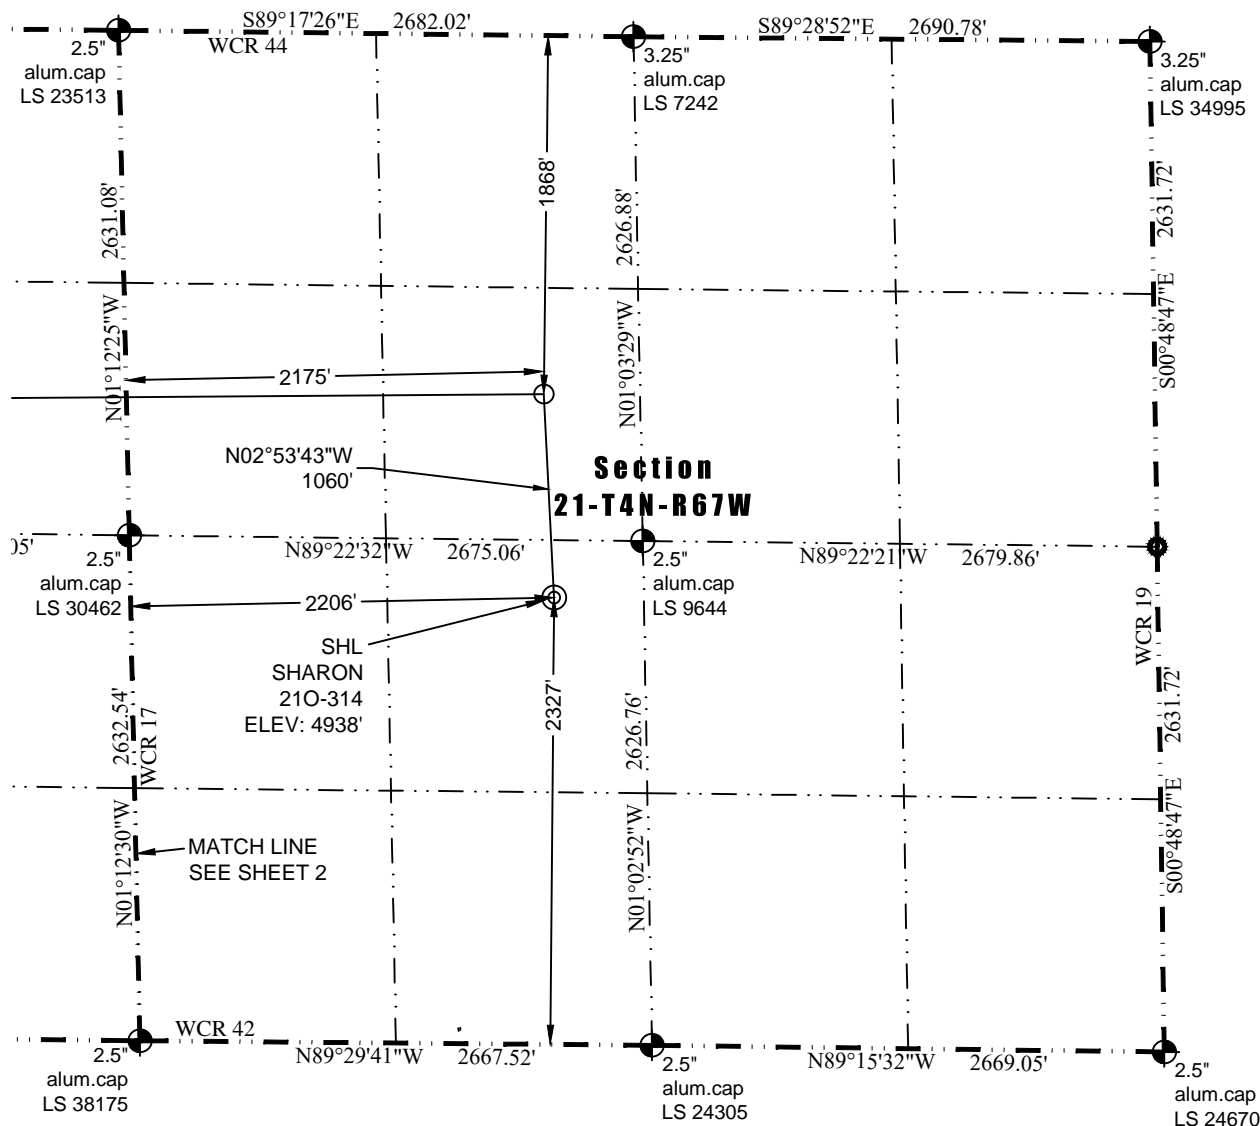 S89°17'26"E 2682.02'
S89°28'52"E 2690.78'
WCR 44
2.5"
alum.cap
LS 23513
3.25"
alum.cap
LS 7242
3.25"
alum.cap
LS 34995
2631.08'
N01°12'25"W
1868'
2626.88'
N01°03'29"W
2631.72'
S00°48'47"E
2175'
N02°53'43"W
1060'
Section
21-T4N-R67W
05'
2.5"
alum.cap
LS 30462
N89°22'32"W 2675.06'
2.5"
alum.cap
LS 9644
N89°22'21"W 2679.86'
2206'
SHL
SHARON
21O-314
ELEV: 4938'
WCR 19
2632.54'
WCR 17
N01°12'30"W
2327'
2626.76'
N01°02'52"W
2631.72'
S00°48'47"E
MATCH LINE
SEE SHEET 2
WCR 42
2.5"
alum.cap
LS 38175
N89°29'41"W 2667.52'
2.5"
alum.cap
LS 24305
N89°15'32"W 2669.05'
2.5"
alum.cap
LS 24670